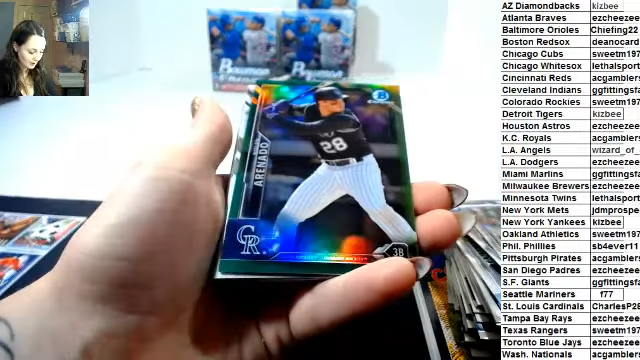 AZ Diamondbacks kizbee
Atlanta Braves ezcheezee
Baltimore Orioles Chiefing22
Boston Redsox deanocard
Chicago Cubs sweetm197
Chicago Whitesox lethalsport
Cincinnati Reds acgambler
Cleveland Indians ggfittingsfa
Colorado Rockies sweetm197
Detroit Tigers kizbee
Houston Astros ezcheezee
K.C. Royals acgambler
L.A. Angels wizard_of_
L.A. Dodgers ezcheezee
Miami Marlins ggfittingsfa
Milwaukee Brewers ezcheezee
Minnesota Twins lethalsport
New York Mets jdmprospe
New York Yankees kizbee
Oakland Athletics sweetm197
Phil. Phillies sb4ever11
Pittsburgh Pirates acgamblers
San Diego Padres ezcheezee
S.F. Giants ggfittingsfa
Seattle Mariners f77
St. Louis Cardinals CharlesP28
Tampa Bay Rays ezcheezee
Texas Rangers sweetm197
Toronto Blue Jays ezcheezee
Wash. Nationals acgambler
Bowman
ARENADO
28
CR
3B